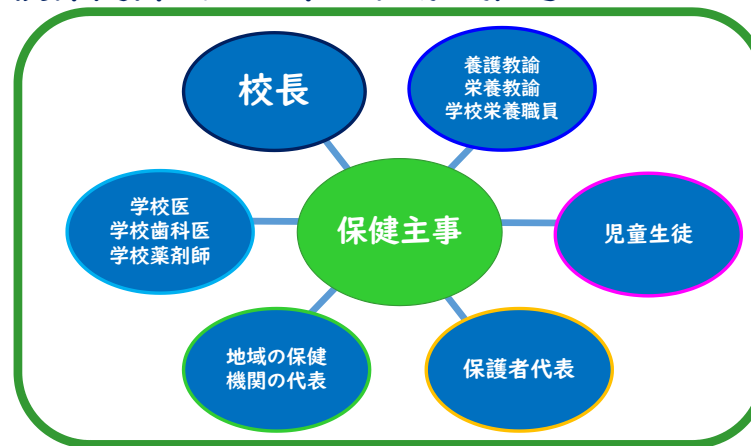 校長
養護教諭
栄養教諭
学校栄養職員
学校医
学校歯科医
学校薬剤師
保健主事
児童生徒
地域の保健
機関の代表
保護者代表